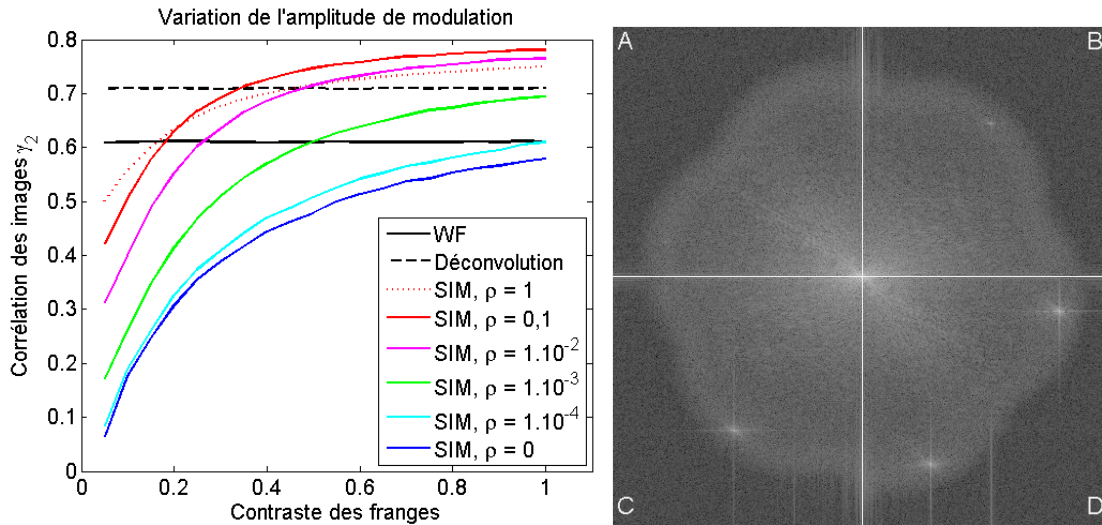 Variation de l'amplitude de modulation
Corrélation des images γ2
0.8
0.7
0.6
0.5
0.4
0.3
0.2
0.1
0
WF
Déconvolution
SIM, ρ = 1
SIM, ρ = 0,1
SIM, ρ = 1.10-2
SIM, ρ = 1.10-3
SIM, ρ = 1.10-4
SIM, ρ = 0
0 0.2 0.4 0.6 0.8 1
Contraste des franges
A B
C D